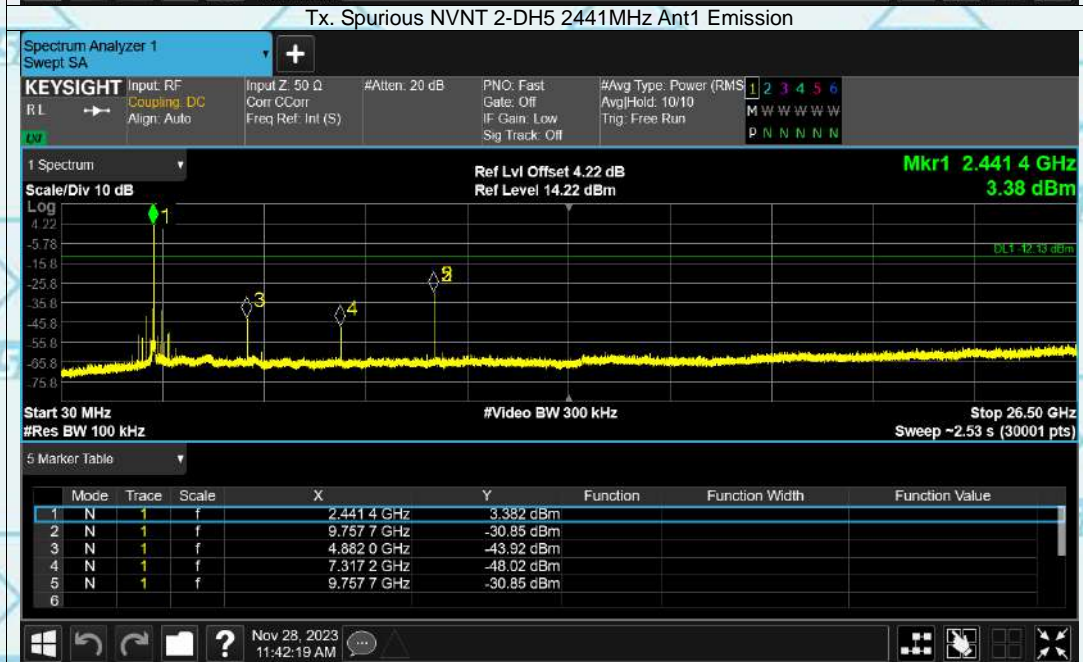 Tx. Spurious NVNT 2-DH5 2441MHz Ant1 Emission
Spectrum Analyzer 1
Swept SA
+
KEYSIGHT Input: RF Input Z: 50 Ω #Atten: 20 dB PNO: Fast #Avg Type: Power (RMS 1 2 3 4 5 6
RL Coupling: DC Corr CCorr Gate: Off Avg|Hold: 10/10 M W W W W W
Align: Auto Freq Ref: Int (S) IF Gain: Low Trig: Free Run
Sig Track: Off P N N N N N
LXI
1 Spectrum Ref Lvl Offset 4.22 dB Mkr1 2.441 4 GHz
Scale/Div 10 dB Ref Level 14.22 dBm 3.38 dBm
Log
1
4.22
-5.78
DL1 -12.13 dBm
-15.8
-25.8
3
4
-35.8
-45.8
-55.8
-65.8
-75.8
Start 30 MHz #Video BW 300 kHz Stop 26.50 GHz
#Res BW 100 kHz Sweep ~2.53 s (30001 pts)
5 Marker Table
Mode Trace Scale X Y Function Function Width Function Value
1 N 1 f 2.441 4 GHz 3.382 dBm
2 N 1 f 9.757 7 GHz -30.85 dBm
3 N 1 f 4.882 0 GHz -43.92 dBm
4 N 1 f 7.317 2 GHz -48.02 dBm
5 N 1 f 9.757 7 GHz -30.85 dBm
6
? Nov 28, 2023
11:42:19 AM